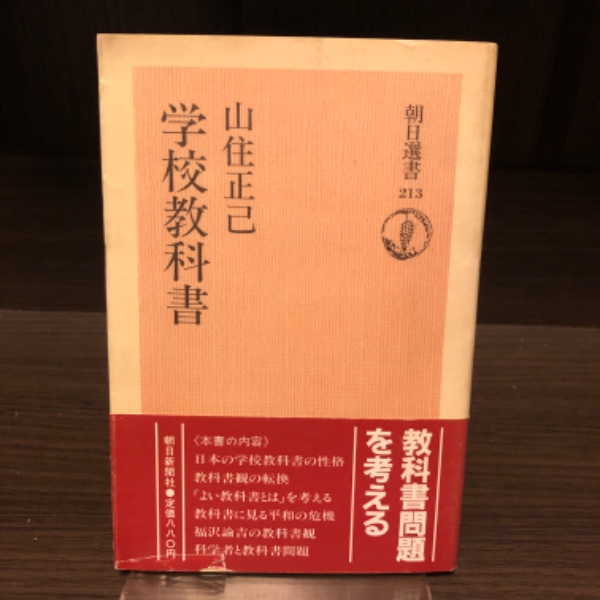 朝日選書
213
山住正己
学校教科書
教科書問題
を考える
《本書の内容》
日本の学校教科書の性格
教科書観の転換
「よい教科書とは」を考える
教科書に見る平和の危機
福沢諭吉の教科書観
科学者と教科書問題
朝日新聞社●定価八八〇円